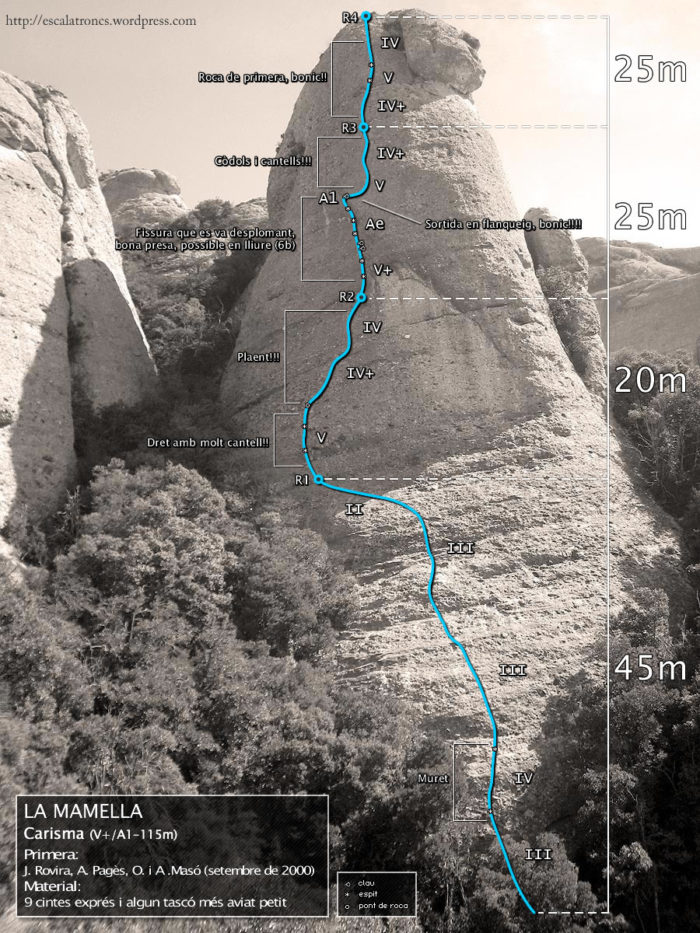 http://escalatroncs.wordpress.com
R4
IV
25m
Roca de primera, bonic!!
V
IV+
R3
IV+
Còdols i cantells!!!
V
A1
Ae
25m
Sortida en flanqueig, bonic!!!!
Fissura que es va desplomant,
bona presa, possible en lliure (6b)
V+
R2
IV
Plaent!!!
IV+
20m
V
Dret amb molt cantell!!
R1
II
III
III
45m
Muret
IV
III
LA MAMELLA
Carisma (V+/A1-115m)
Primera:
J. Rovira, A. Pagès, O. i A .Masó (setembre de 2000)
Material:
9 cintes exprés i algun tascó més aviat petit
clau
espit
pont de roca